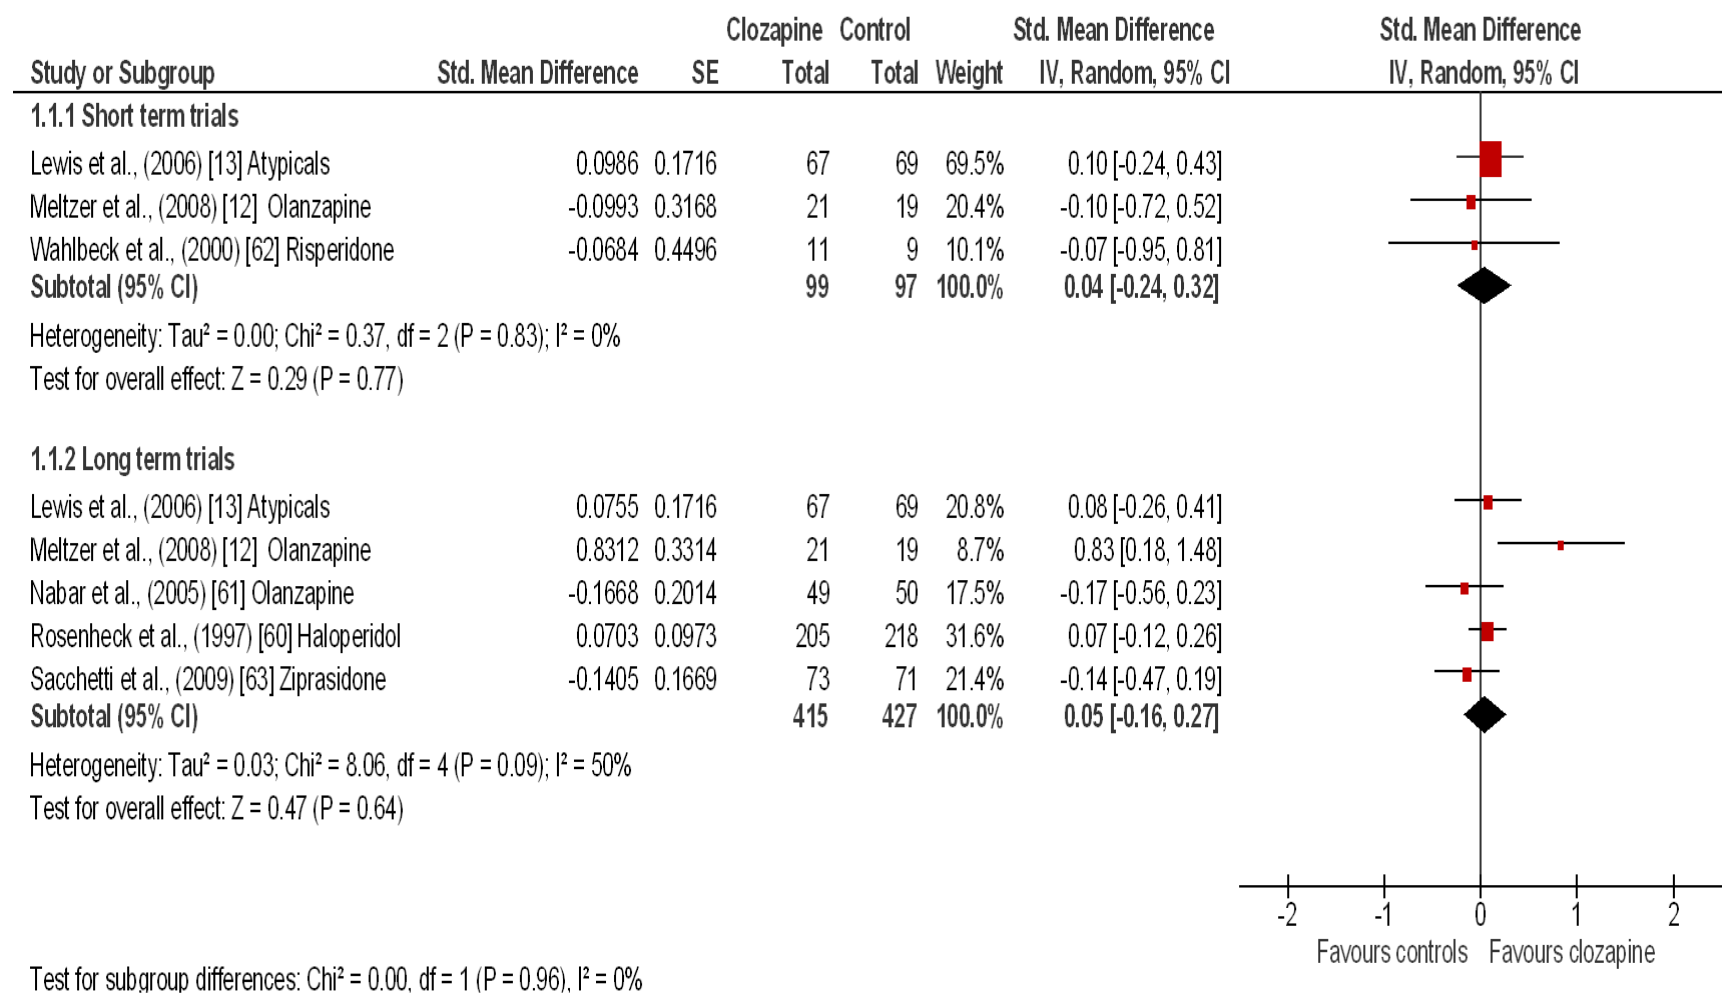 Clozapine Control Std. Mean Difference Std. Mean Difference
Study or Subgroup Std. Mean Difference SE Total Total Weight IV, Random, 95% CI IV, Random, 95% CI
1.1.1 Short term trials
Lewis et al., (2006) [13] Atypicals 0.0986 0.1716 67 69 69.5% 0.10 [-0.24, 0.43]
Meltzer et al., (2008) [12] Olanzapine -0.0993 0.3168 21 19 20.4% -0.10 [-0.72, 0.52]
Wahlbeck et al., (2000) [62] Risperidone -0.0684 0.4496 11 9 10.1% -0.07 [-0.95, 0.81]
Subtotal (95% CI) 99 97 100.0% 0.04 [-0.24, 0.32]
Heterogeneity: Tau² = 0.00; Chi² = 0.37, df = 2 (P = 0.83); I² = 0%
Test for overall effect: Z = 0.29 (P = 0.77)
1.1.2 Long term trials
Lewis et al., (2006) [13] Atypicals 0.0755 0.1716 67 69 20.8% 0.08 [-0.26, 0.41]
Meltzer et al., (2008) [12] Olanzapine 0.8312 0.3314 21 19 8.7% 0.83 [0.18, 1.48]
Nabar et al., (2005) [61] Olanzapine -0.1668 0.2014 49 50 17.5% -0.17 [-0.56, 0.23]
Rosenheck et al., (1997) [60] Haloperidol 0.0703 0.0973 205 218 31.6% 0.07 [-0.12, 0.26]
Sacchetti et al., (2009) [63] Ziprasidone -0.1405 0.1669 73 71 21.4% -0.14 [-0.47, 0.19]
Subtotal (95% CI) 415 427 100.0% 0.05 [-0.16, 0.27]
Heterogeneity: Tau² = 0.03; Chi² = 8.06, df = 4 (P = 0.09); I² = 50%
Test for overall effect: Z = 0.47 (P = 0.64)
-2 -1 0 1 2
Favours controls Favours clozapine
Test for subgroup differences: Chi² = 0.00, df = 1 (P = 0.96), I² = 0%